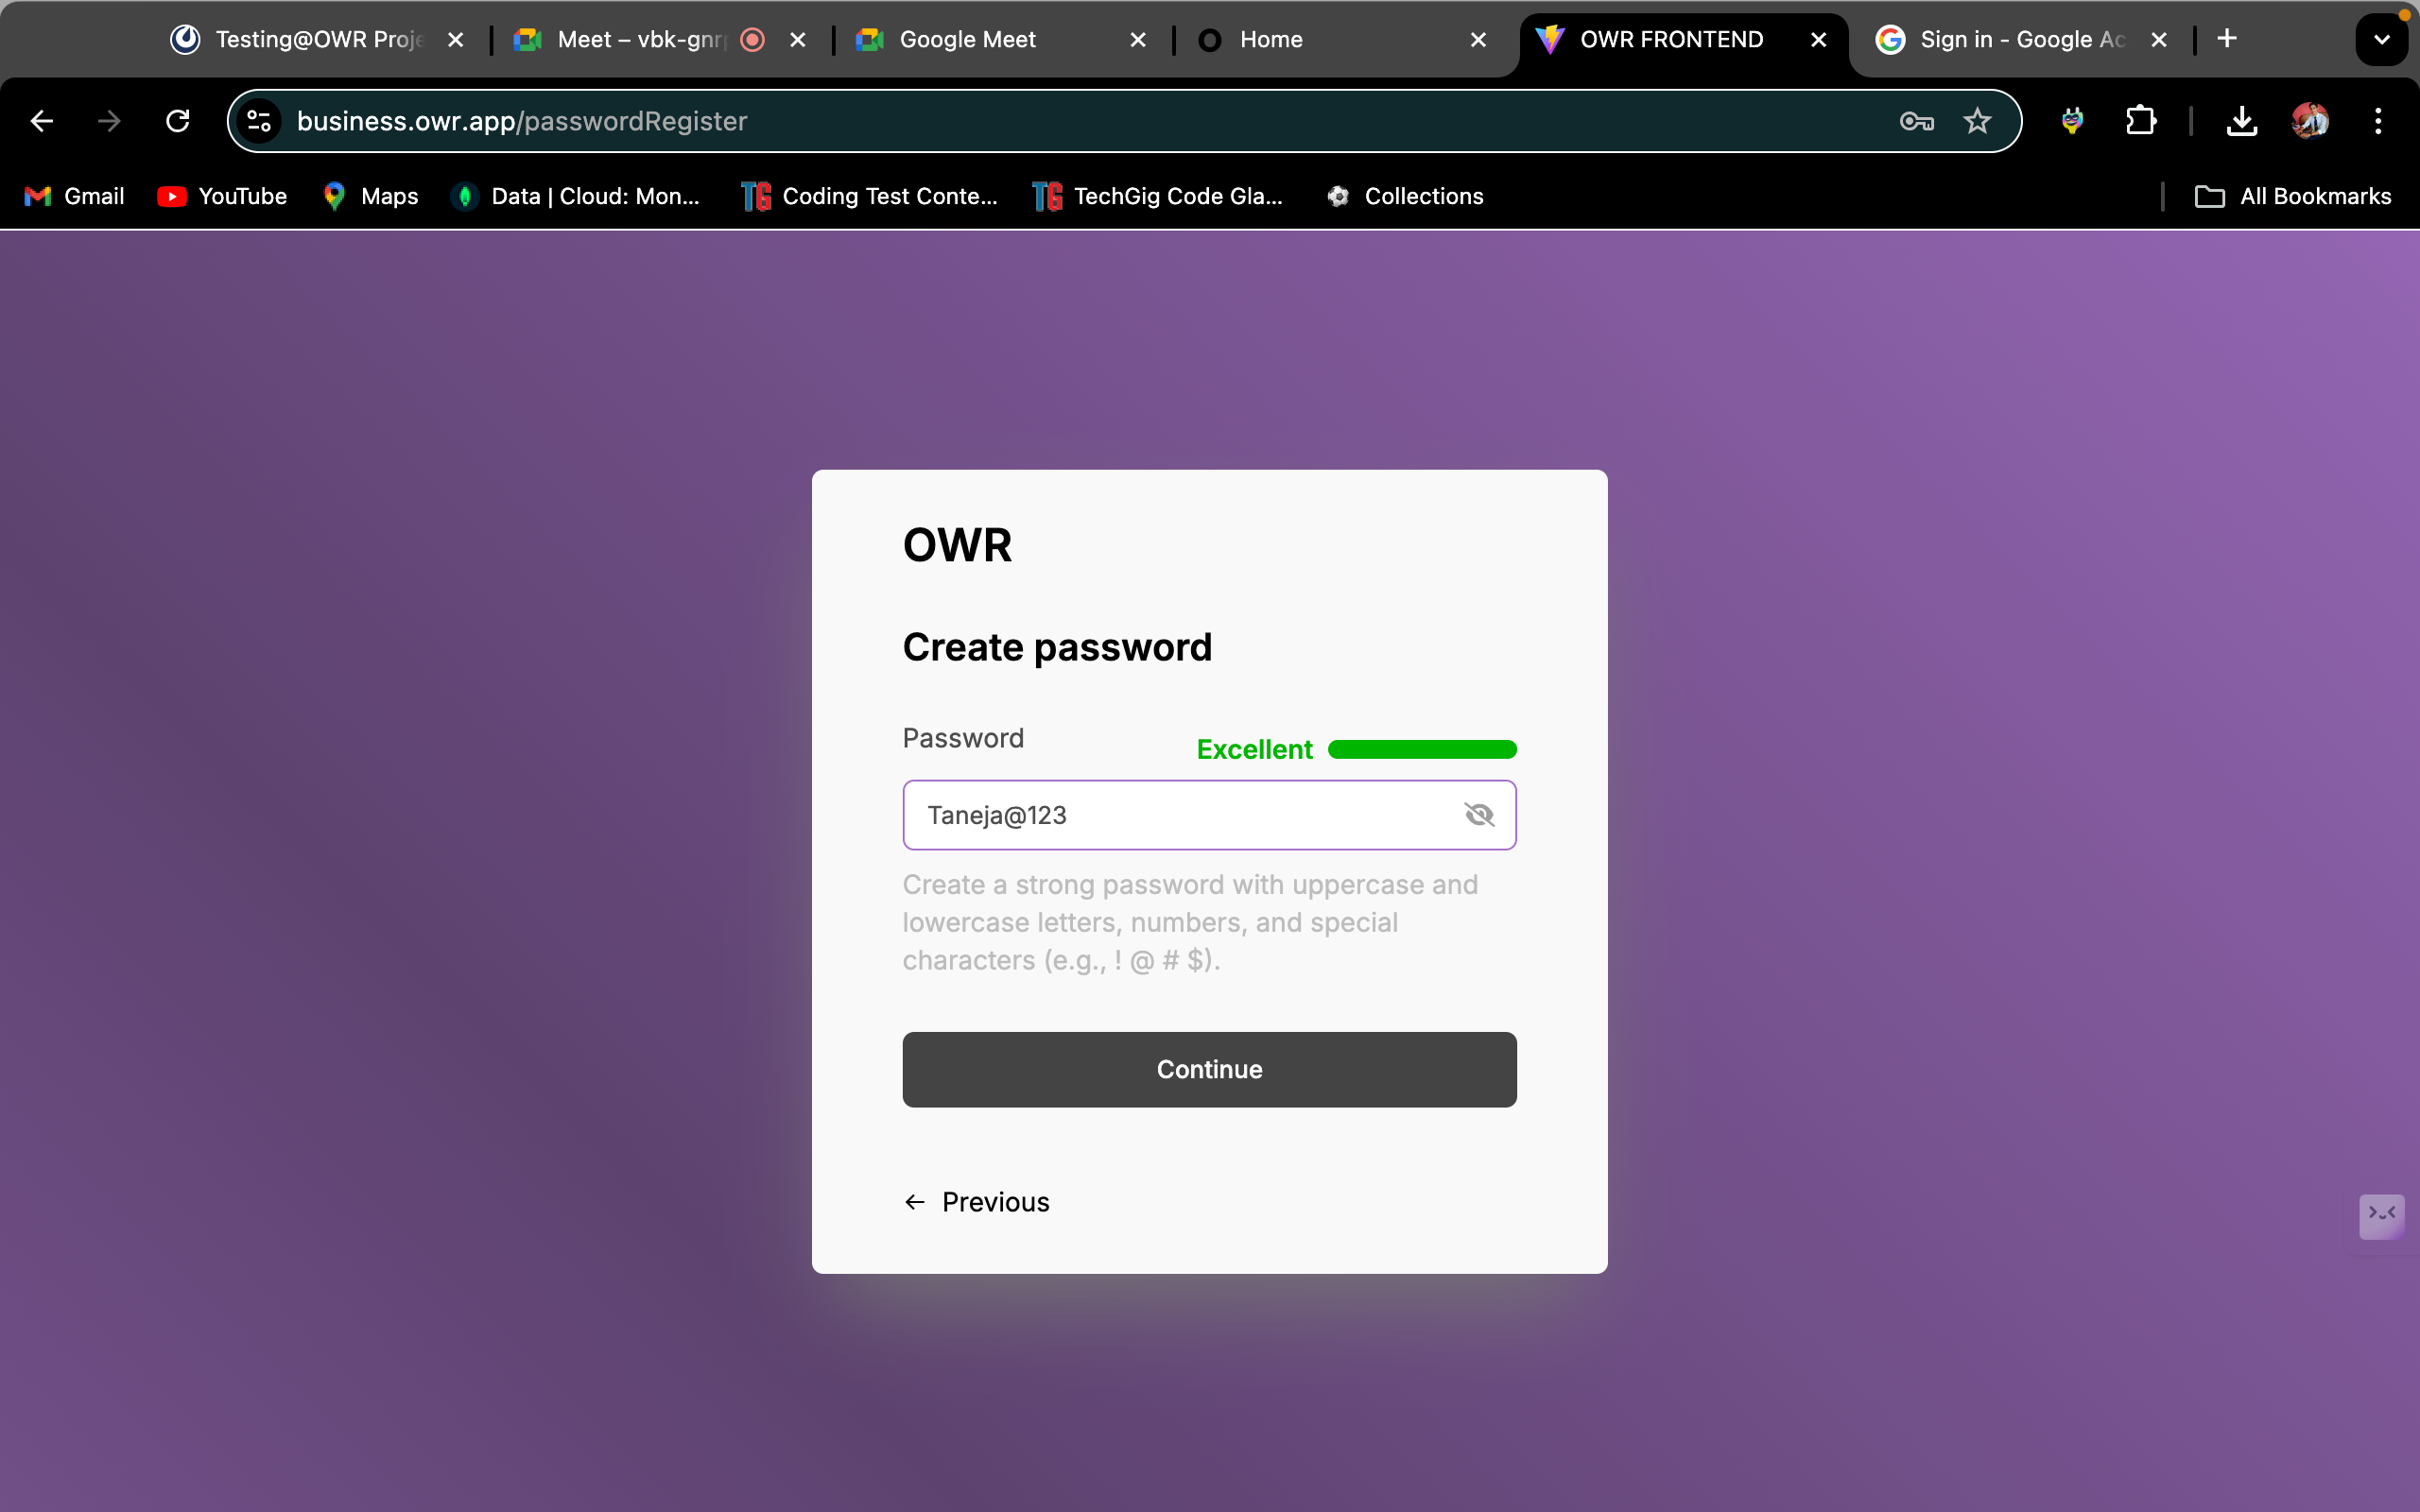 Testing@OWR Proje
Meet – vbk-gnrp
Google Meet
Home
OWR FRONTEND
Sign in - Google Ac
business.owr.app/passwordRegister
Gmail
YouTube
Maps
Data | Cloud: Mon...
Coding Test Conte...
TechGig Code Gla...
Collections
All Bookmarks
OWR
Create password
Password
Excellent
Taneja@123
Create a strong password with uppercase and
lowercase letters, numbers, and special
characters (e.g., ! @ # $).
Continue
← Previous